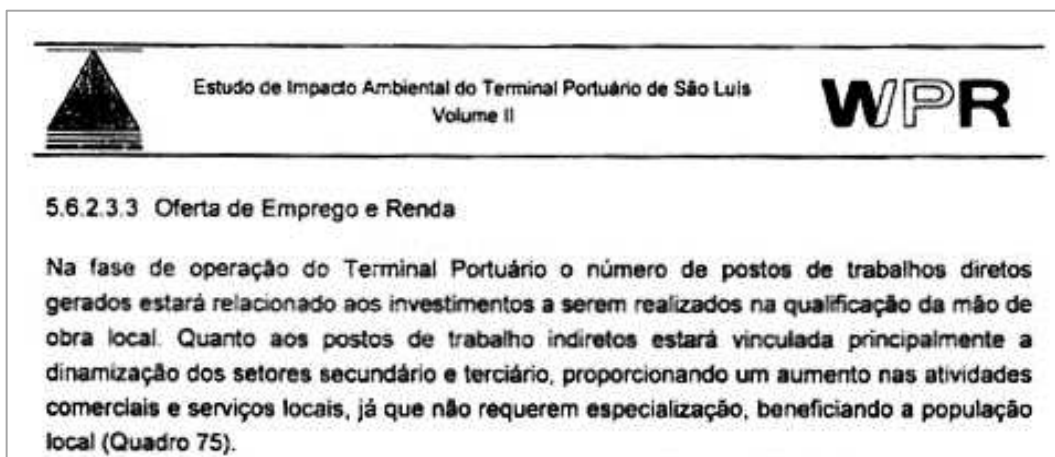 Estudo de Impacto Ambiental do Terminal Portuário de São Luis
Volume II
WPR
5.6.2.3.3 Oferta de Emprego e Renda
Na fase de operação do Terminal Portuário o número de postos de trabalhos diretos
gerados estará relacionado aos investimentos a serem realizados na qualificação da mão de
obra local. Quanto aos postos de trabalho indiretos estará vinculada principalmente a
dinamização dos setores secundário e terciário, proporcionando um aumento nas atividades
comerciais e serviços locais, já que não requerem especialização, beneficiando a população
local (Quadro 75).